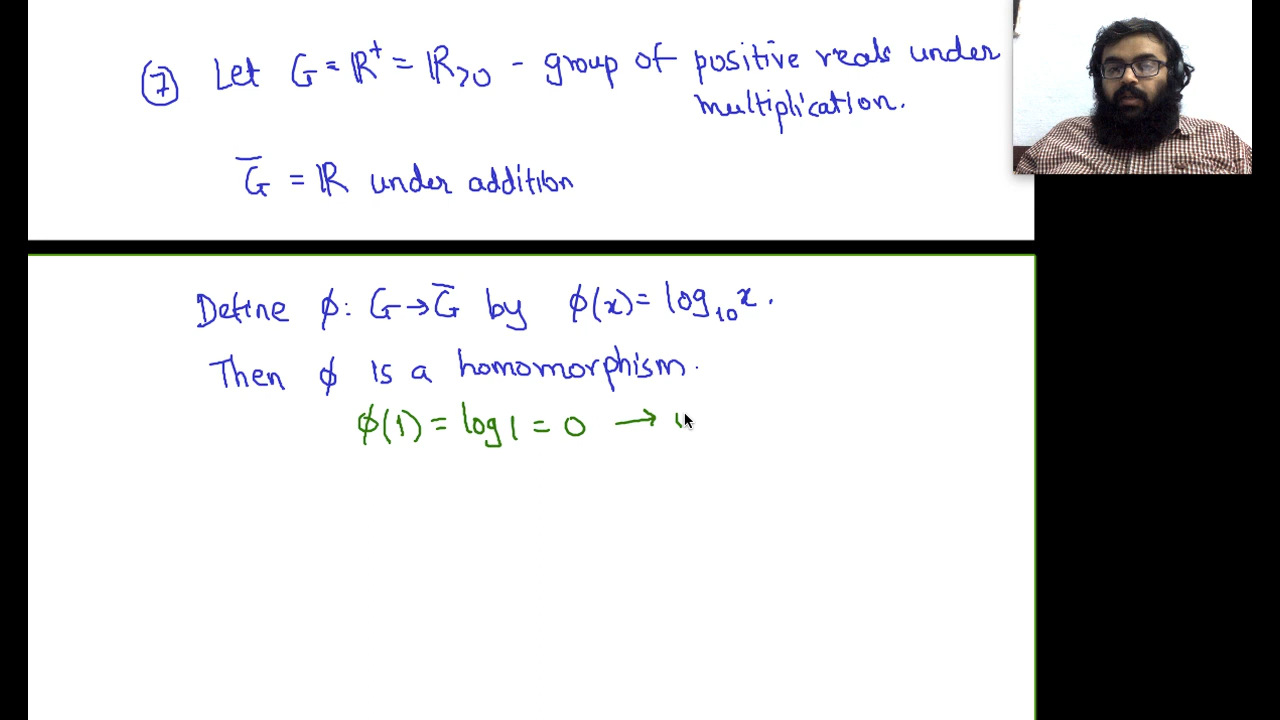 ⑦ Let G = ℝ⁺ = ℝ>0 - group of positive reals under
multiplication.
G̅ = ℝ under addition
Define ϕ: G → G̅ by ϕ(x) = log₁₀x.
Then ϕ is a homomorphism.
ϕ(1) = log 1 = 0 →